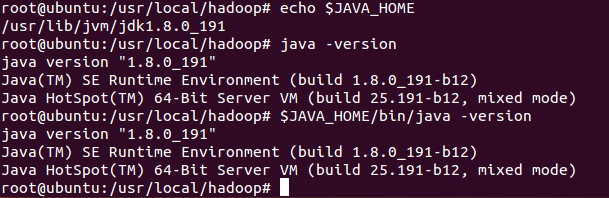 root@ubuntu:/usr/local/hadoop# echo $JAVA_HOME
/usr/lib/jvm/jdk1.8.0_191
root@ubuntu:/usr/local/hadoop# java -version
java version "1.8.0_191"
Java(TM) SE Runtime Environment (build 1.8.0_191-b12)
Java HotSpot(TM) 64-Bit Server VM (build 25.191-b12, mixed mode)
root@ubuntu:/usr/local/hadoop# $JAVA_HOME/bin/java -version
java version "1.8.0_191"
Java(TM) SE Runtime Environment (build 1.8.0_191-b12)
Java HotSpot(TM) 64-Bit Server VM (build 25.191-b12, mixed mode)
root@ubuntu:/usr/local/hadoop#